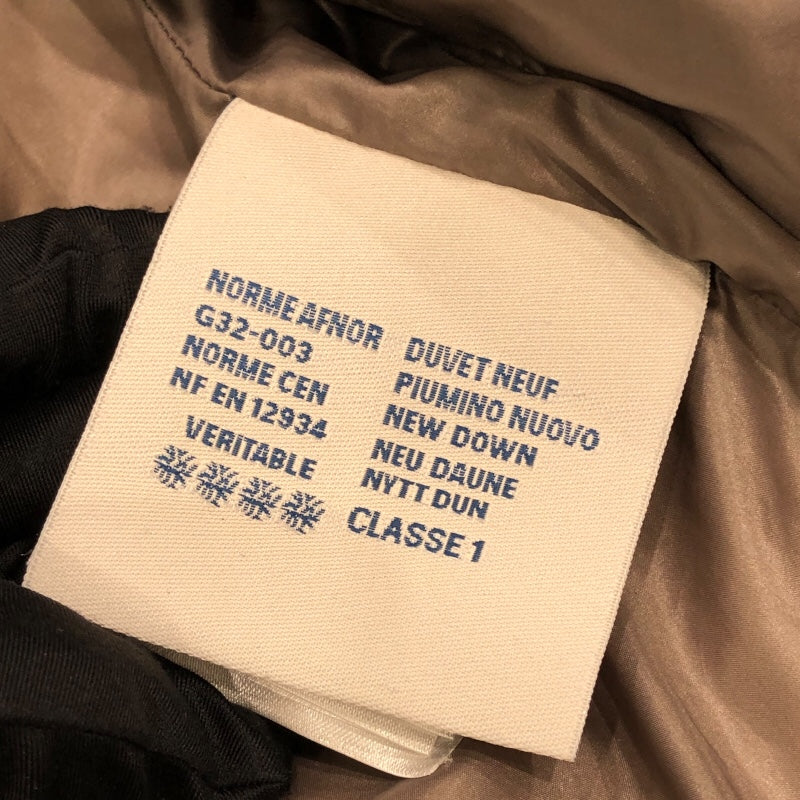 NORME AFNOR
G32-003
NORME CEN
NF EN 12934
VERITABLE
DUVET NEUF
PIUMINO NUOVO
NEW DOWN
NEU DAUNE
NYTT DUN
CLASSE 1